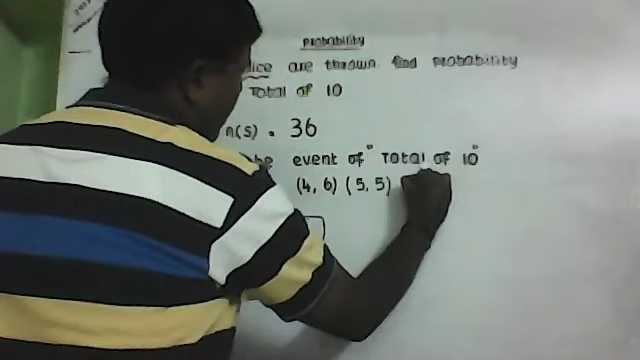 Probability
dice are thrown find probability
Total of 10
n(s) = 36
the event of "Total of 10"
(4, 6) (5, 5)